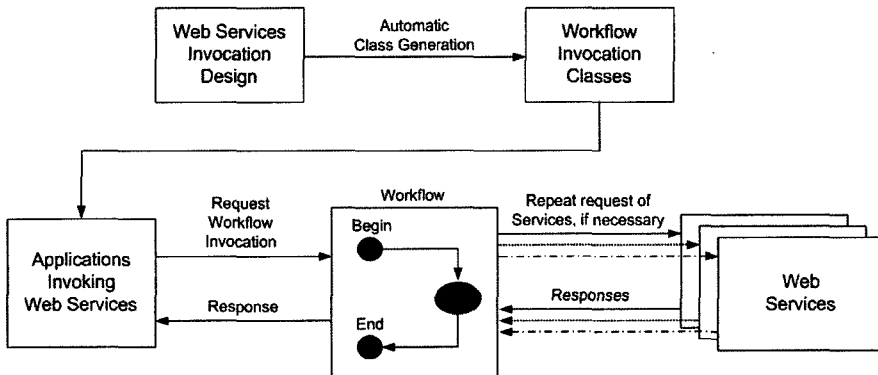 Web Services
Invocation
Design
Automatic
Class Generation
Workflow
Invocation
Classes
Applications
Invoking
Web Services
Request
Workflow
Invocation
Response
Workflow
Begin
End
Repeat request of
Services, if necessary
Responses
Web
Services